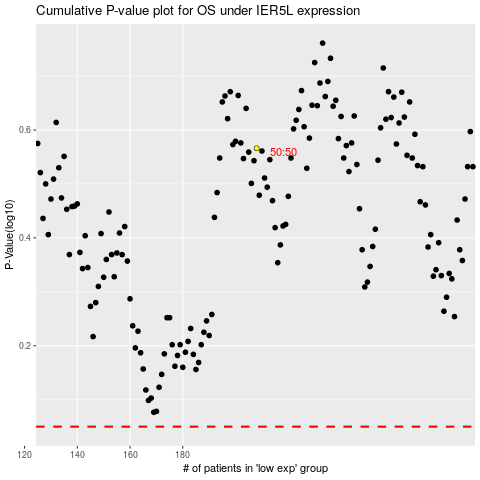 Cumulative P-value plot for OS under IER5L expression
P-Value(log10)
0.6
0.4
0.2
50:50
120 140 160 180
# of patients in 'low exp' group